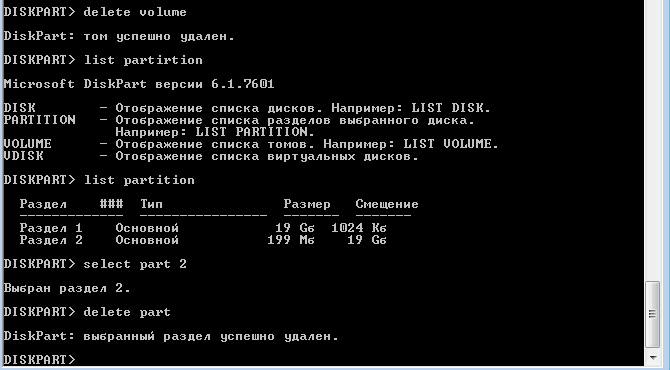 DISKPART> delete volume
DiskPart: том успешно удален.
DISKPART> list partirtion
Microsoft DiskPart версии 6.1.7601
DISK - Отображение списка дисков. Например: LIST DISK.
PARTITION - Отображение списка разделов выбранного диска.
Например: LIST PARTITION.
VOLUME - Отображение списка томов. Например: LIST VOLUME.
VDISK - Отображение списка виртуальных дисков.
DISKPART> list partition
Раздел ### Тип Размер Смещение
------------- ---------------- ------- -------
Раздел 1 Основной 19 Gб 1024 Kб
Раздел 2 Основной 199 Mб 19 Gб
DISKPART> select part 2
Выбран раздел 2.
DISKPART> delete part
DiskPart: выбранный раздел успешно удален.
DISKPART>